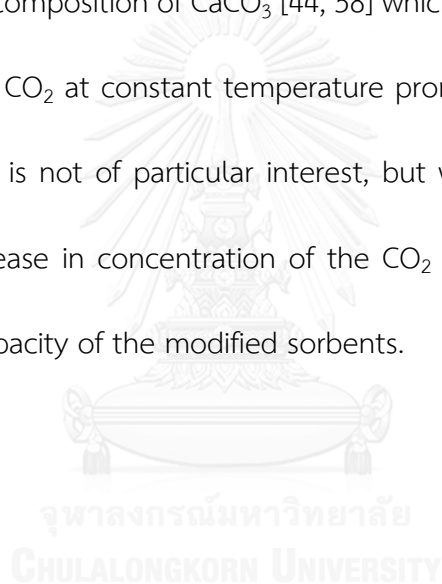 composition of CaCO₃ [44, 58] whic
CO₂ at constant temperature pror
is not of particular interest, but v
ease in concentration of the CO₂
pacity of the modified sorbents.
จุฬาลงกรณ์มหาวิทยาลัย
CHULALONGKORN UNIVERSITY